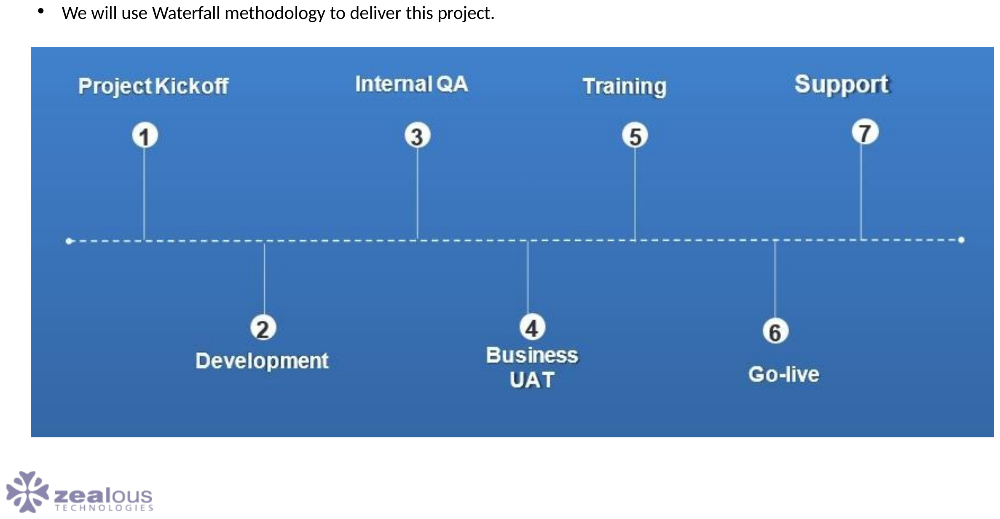 • We will use Waterfall methodology to deliver this project.
Project Kickoff
Internal QA
Training
Support
1
3
5
7
2
4
6
Development
Business
UAT
Go-live
zealous
TECHNOLOGIES